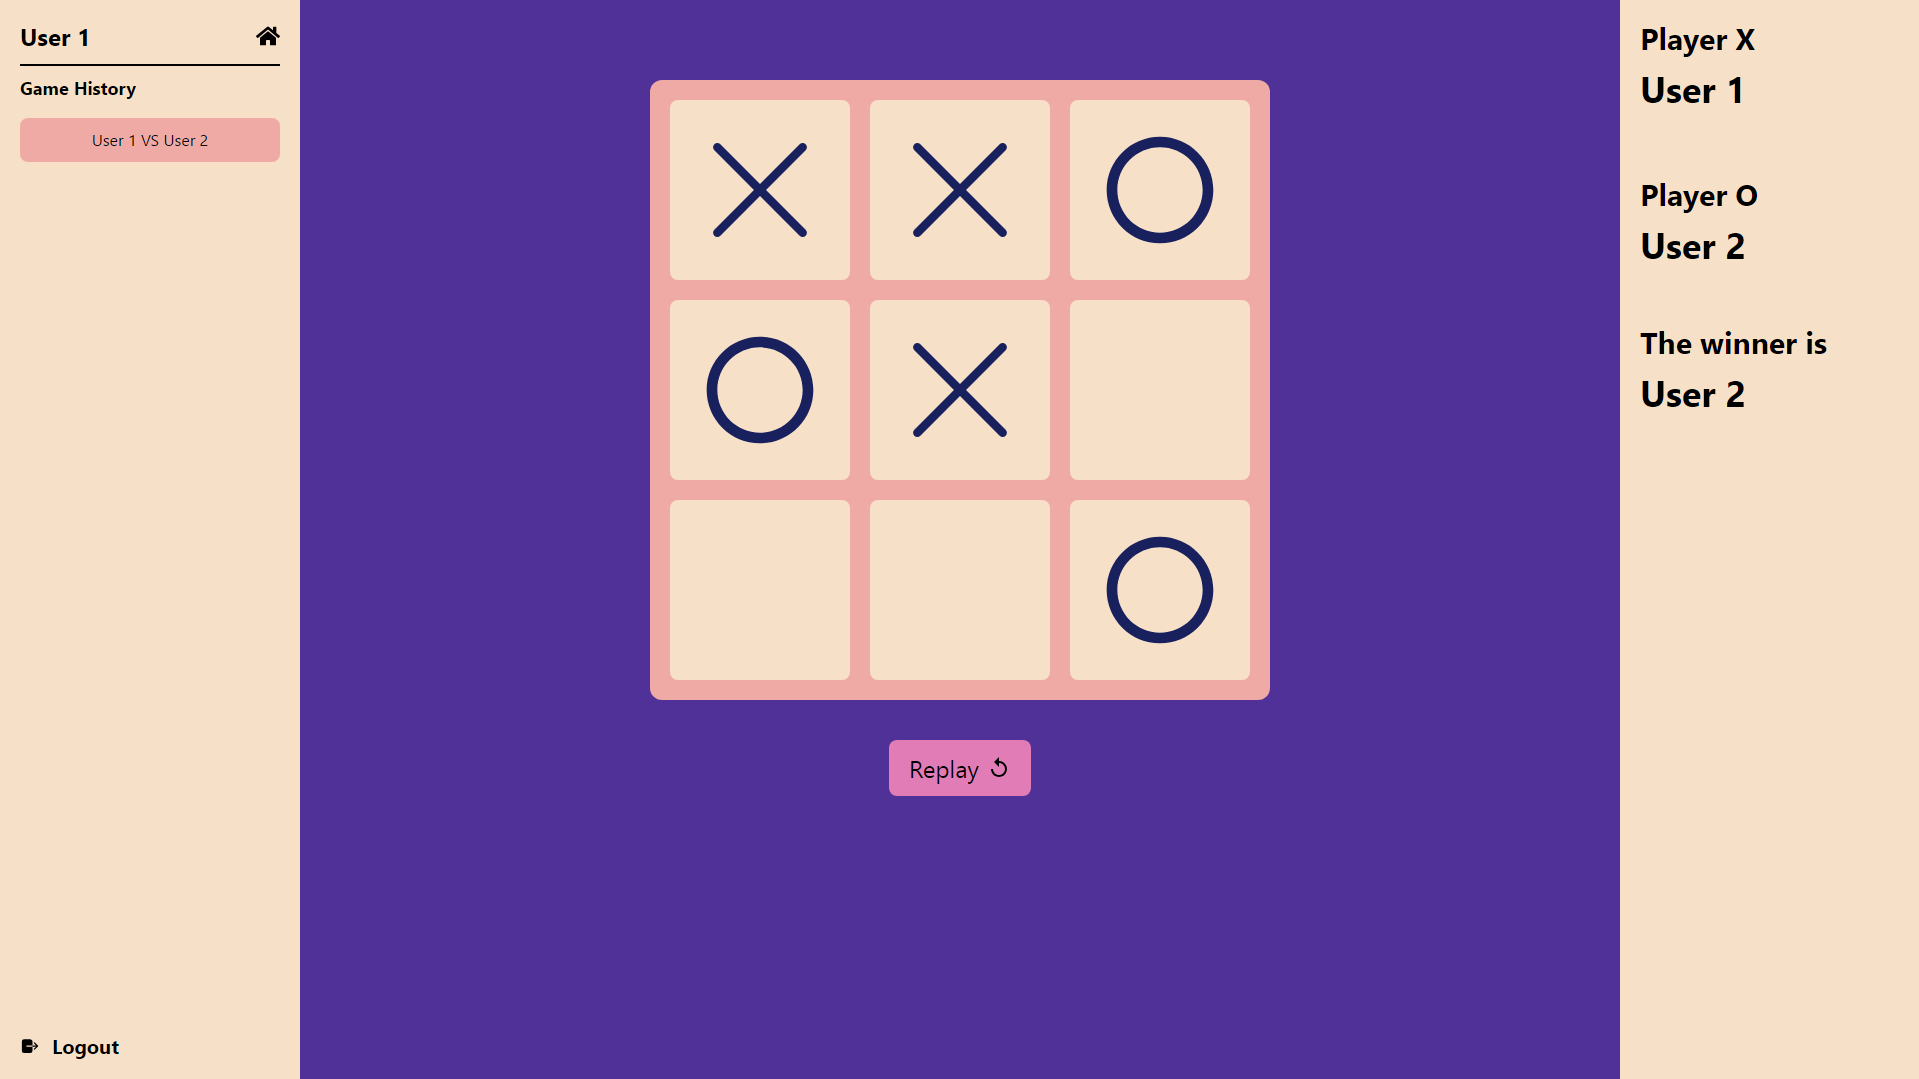 User 1
Game History
User 1 VS User 2
Logout
Replay
Player X
User 1
Player O
User 2
The winner is
User 2